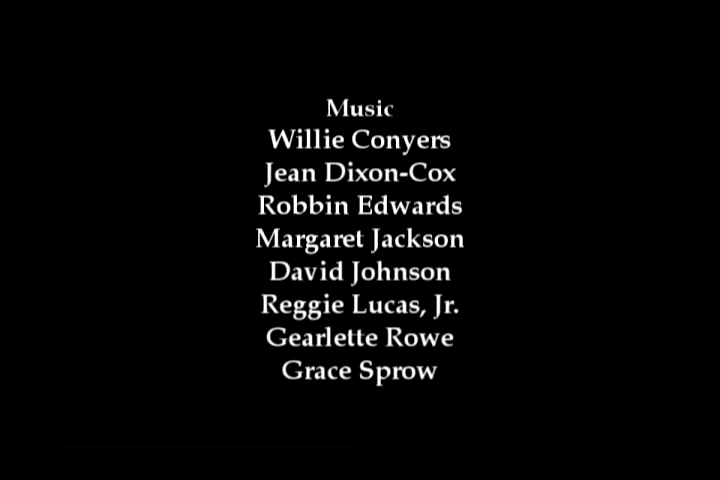 Music
Willie Conyers
Jean Dixon-Cox
Robbin Edwards
Margaret Jackson
David Johnson
Reggie Lucas, Jr.
Gearlette Rowe
Grace Sprow